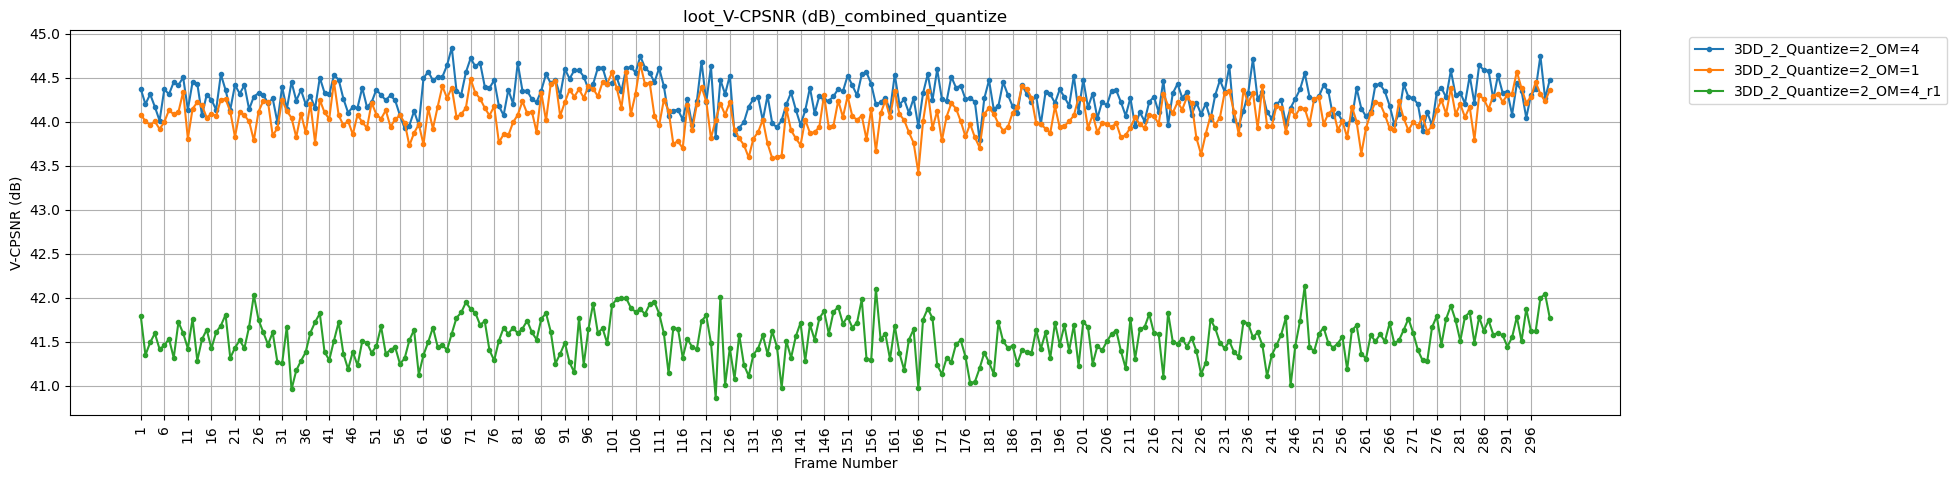 loot_V-CPSNR (dB)_combined_quantize
3DD_2_Quantize=2_OM=4
3DD_2_Quantize=2_OM=1
3DD_2_Quantize=2_OM=4_r1
V-CPSNR (dB)
45.0
44.5
44.0
43.5
43.0
42.5
42.0
41.5
41.0
1 6 11 16 21 26 31 36 41 46 51 56 61 66 71 76 81 86 91 96 101 106 111 116 121 126 131 136 141 146 151 156 161 166 171 176 181 186 191 196 201 206 211 216 221 226 231 236 241 246 251 256 261 266 271 276 281 286 291 296
Frame Number